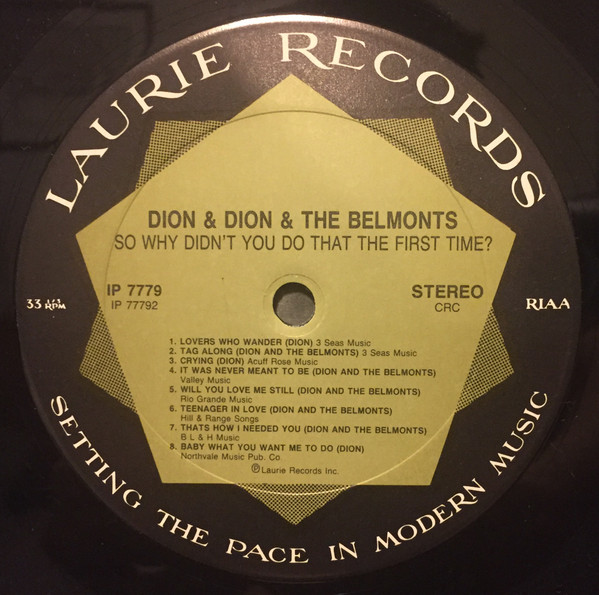 LAURIE RECORDS
DION & DION & THE BELMONTS
SO WHY DIDN'T YOU DO THAT THE FIRST TIME?
IP 7779
IP 77792
STEREO
CRC
33 1/3 RPM
RIAA
1. LOVERS WHO WANDER (DION) 3 Seas Music
2. TAG ALONG (DION AND THE BELMONTS) 3 Seas Music
3. CRYING (DION) Acuff Rose Music
4. IT WAS NEVER MEANT TO BE (DION AND THE BELMONTS)
Valley Music
5. WILL YOU LOVE ME STILL (DION AND THE BELMONTS)
Rio Grande Music
6. TEENAGER IN LOVE (DION AND THE BELMONTS)
Hill & Range Songs
7. THATS HOW I NEEDED YOU (DION AND THE BELMONTS)
B L & H Music
8. BABY WHAT YOU WANT ME TO DO (DION)
Northvale Music Pub. Co.
℗ Laurie Records Inc.
SETTING THE PACE IN MODERN MUSIC